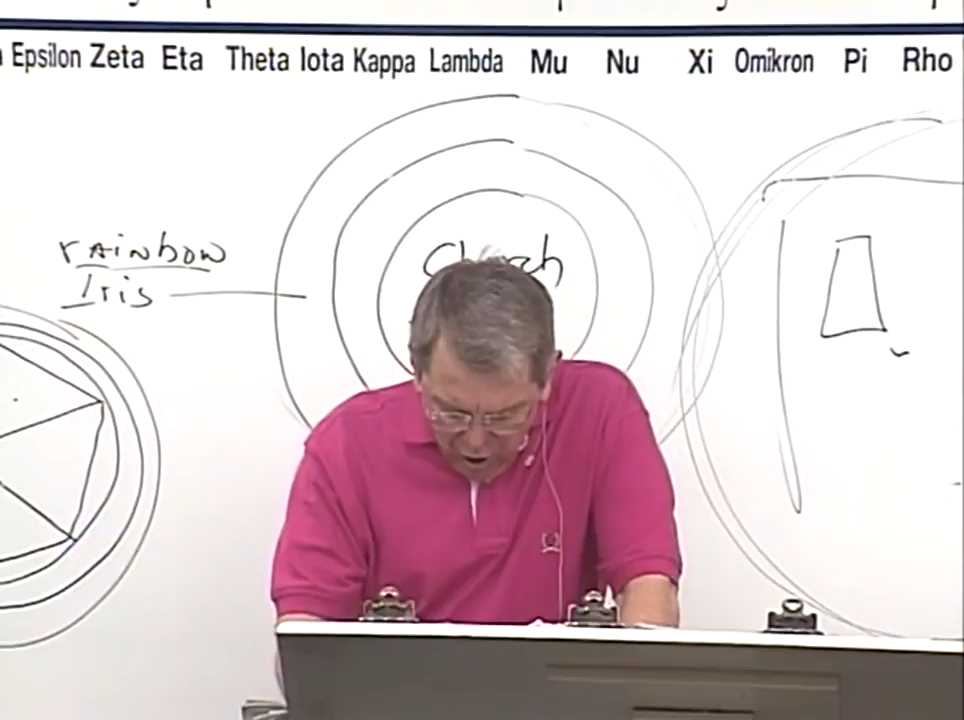 Epsilon Zeta Eta Theta Iota Kappa Lambda Mu Nu Xi Omikron Pi Rho
rainbow
Iris